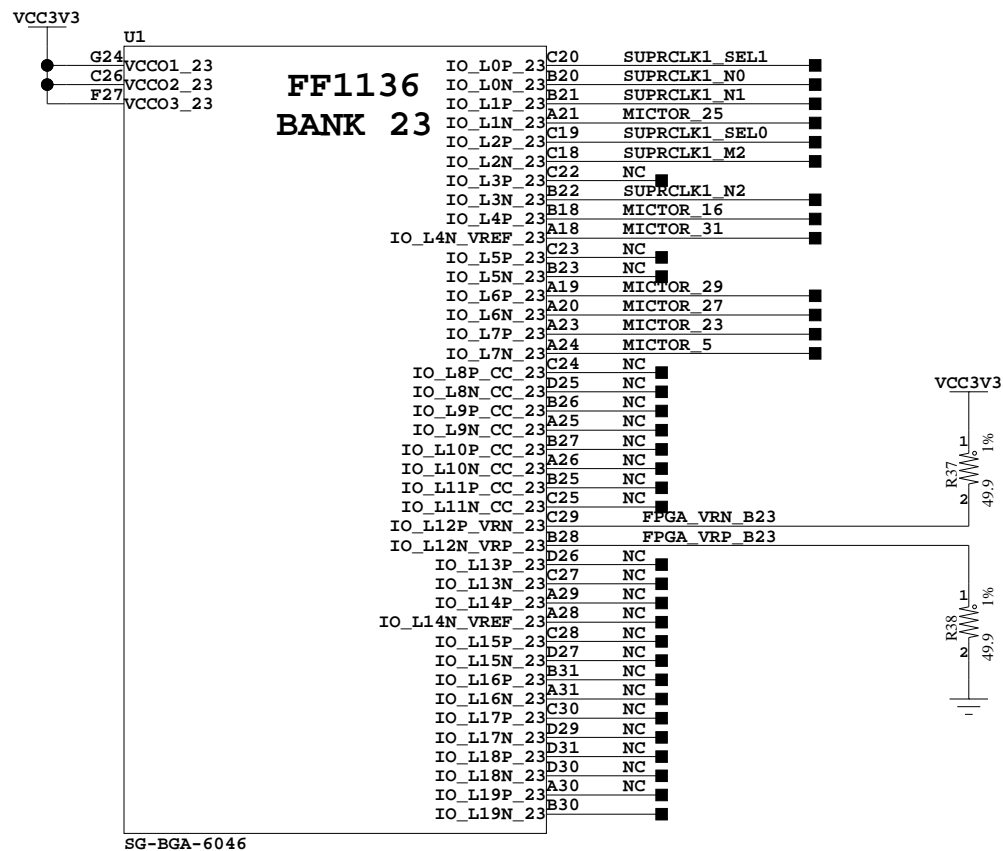 VCC3V3
U1
FF1136
BANK 23
G24 VCCO1_23
C26 VCCO2_23
F27 VCCO3_23
IO_L0P_23 C20 SUPRCLK1_SEL1
IO_L0N_23 B20 SUPRCLK1_N0
IO_L1P_23 B21 SUPRCLK1_N1
IO_L1N_23 A21 MICTOR_25
IO_L2P_23 C19 SUPRCLK1_SEL0
IO_L2N_23 C18 SUPRCLK1_M2
IO_L3P_23 C22 NC
IO_L3N_23 B22 SUPRCLK1_N2
IO_L4P_23 B18 MICTOR_16
IO_L4N_VREF_23 A18 MICTOR_31
IO_L5P_23 C23 NC
IO_L5N_23 B23 NC
IO_L6P_23 A19 MICTOR_29
IO_L6N_23 A20 MICTOR_27
IO_L7P_23 A23 MICTOR_23
IO_L7N_23 A24 MICTOR_5
IO_L8P_CC_23 C24 NC
IO_L8N_CC_23 D25 NC
IO_L9P_CC_23 B26 NC
IO_L9N_CC_23 A25 NC
IO_L10P_CC_23 B27 NC
IO_L10N_CC_23 A26 NC
IO_L11P_CC_23 B25 NC
IO_L11N_CC_23 C25 NC
IO_L12P_VRN_23 C29 FPGA_VRN_B23
IO_L12N_VRP_23 B28 FPGA_VRP_B23
IO_L13P_23 D26 NC
IO_L13N_23 C27 NC
IO_L14P_23 A29 NC
IO_L14N_VREF_23 A28 NC
IO_L15P_23 C28 NC
IO_L15N_23 D27 NC
IO_L16P_23 B31 NC
IO_L16N_23 A31 NC
IO_L17P_23 C30 NC
IO_L17N_23 D29 NC
IO_L18P_23 D31 NC
IO_L18N_23 D30 NC
IO_L19P_23 A30 NC
IO_L19N_23 B30
SG-BGA-6046
VCC3V3
1
R37
1%
49.9
2
1
R38
1%
49.9
2